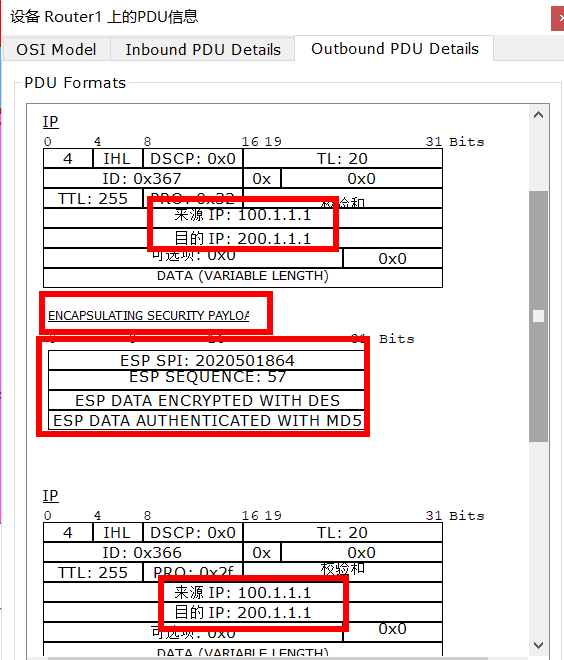 设备 Router1 上的PDU信息
OSI Model Inbound PDU Details Outbound PDU Details
PDU Formats
IP
0 4 8 16 19 31 Bits
4 IHL DSCP: 0x0 TL: 20
ID: 0x367 0x 0x0
TTL: 255 PRO: 0x32 校验和
来源 IP: 100.1.1.1
目的 IP: 200.1.1.1
可选项: 0x0 0x0
DATA (VARIABLE LENGTH)
ENCAPSULATING SECURITY PAYLOA
31 Bits
ESP SPI: 2020501864
ESP SEQUENCE: 57
ESP DATA ENCRYPTED WITH DES
ESP DATA AUTHENTICATED WITH MD5
IP
0 4 8 16 19 31 Bits
4 IHL DSCP: 0x0 TL: 20
ID: 0x366 0x 0x0
TTL: 255 PRO: 0x2f 校验和
来源 IP: 100.1.1.1
目的 IP: 200.1.1.1
可选项: 0x0 0x0
DATA (VARIABLE LENGTH)